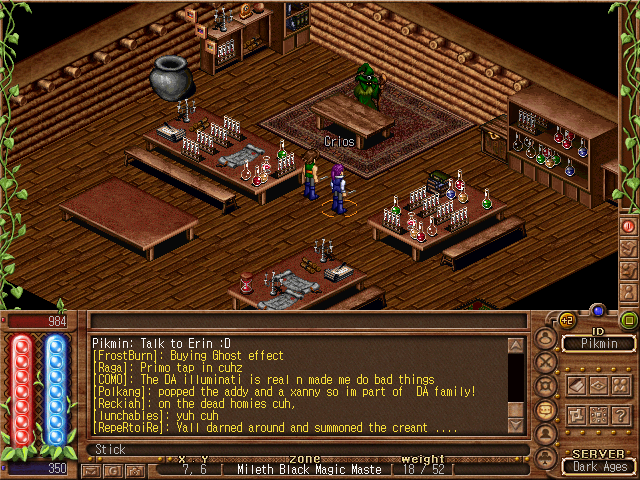 Grios
984
Pikmin: Talk to Erin :D
[FrostBurn]: Buying Ghost effect
[Raga]: Primo tap in cuhz
[COMO]: The DA illuminati is real n made me do bad things
[Polkang]: popped the addy and a xanny so im part of  DA family!
[Recklah]: on the dead homies cuh,
[lunchables]: yuh cuh
[RepeRtoiRe]: Yall darned around and summoned the creant ....
Stick
350
x  y
zone
weight
7, 6 [ Mileth Black Magic Maste [ 18 / 52 [
+2
ID
Pikmin
SERVER
Dark Ages